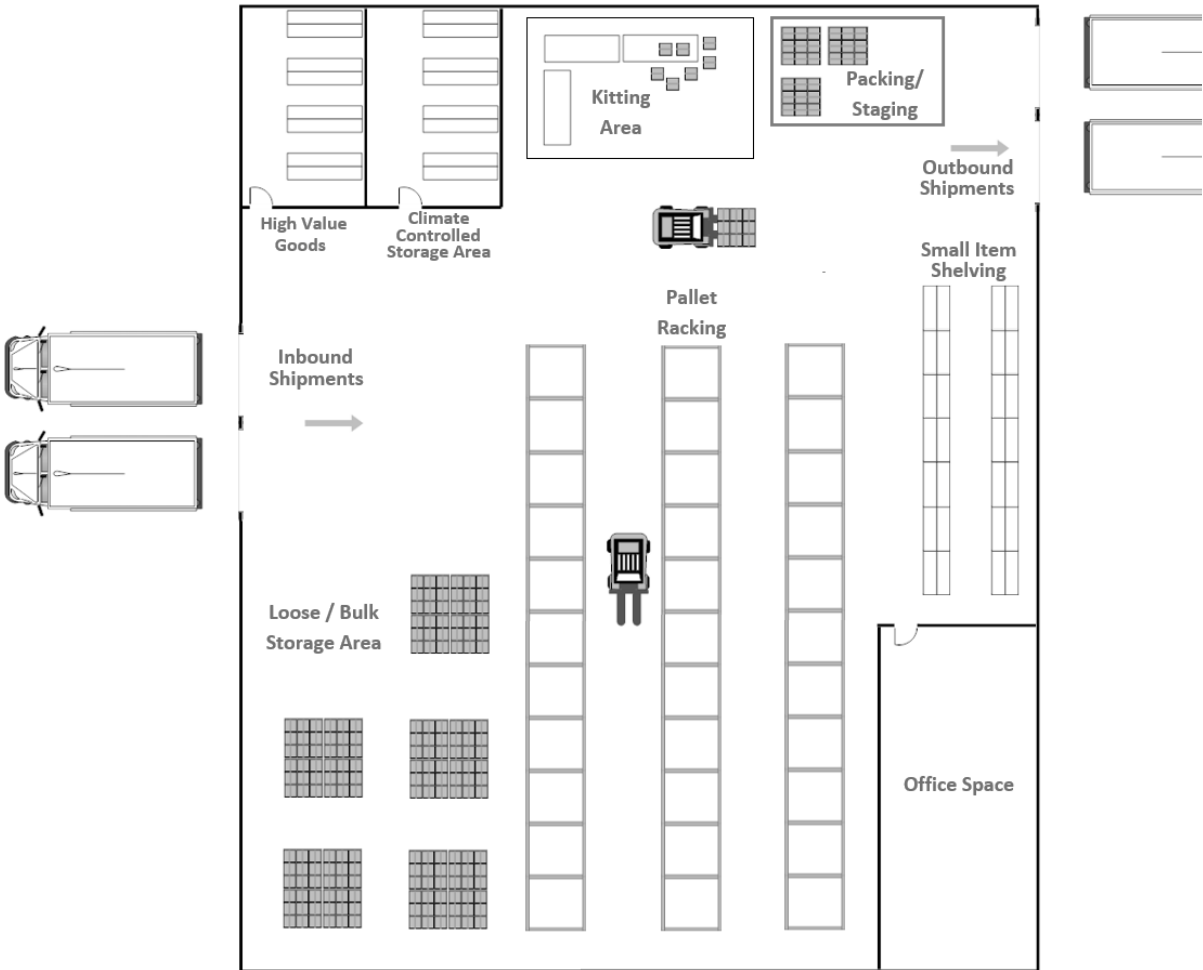 Kitting
Area
Packing/
Staging
Outbound
Shipments
High Value
Goods
Climate
Controlled
Storage Area
Small Item
Shelving
Pallet
Racking
Inbound
Shipments
Loose / Bulk
Storage Area
Office Space